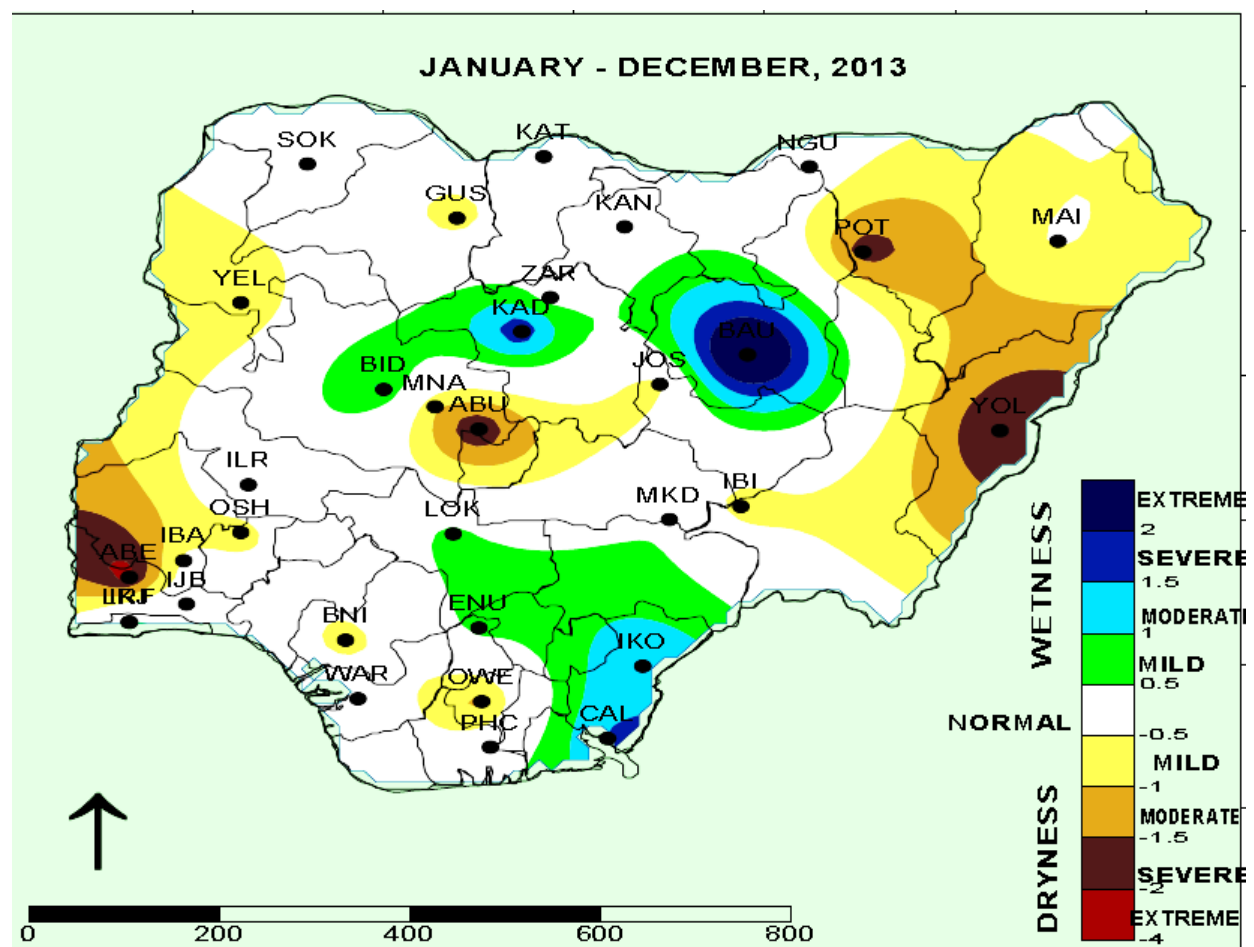 JANUARY - DECEMBER, 2013
KAT
SOK
NGU
GUS
KAN
MAI
POT
YEL
ZAR
KAD
BAU
JOS
BID
MNA
ABU
YOL
ILR
IBI
MKD
OSH
LOK
IBA
ABE
IJB
BNI
ENU
IKO
WAR
OWE
CAL
PHC
WETNESS
EXTREME
2
SEVERE
1.5
MODERATE
1
MILD
0.5
NORMAL
-0.5
MILD
-1
DRYNESS
MODERATE
-1.5
SEVERE
-2
EXTREME
-4
0 200 400 600 800